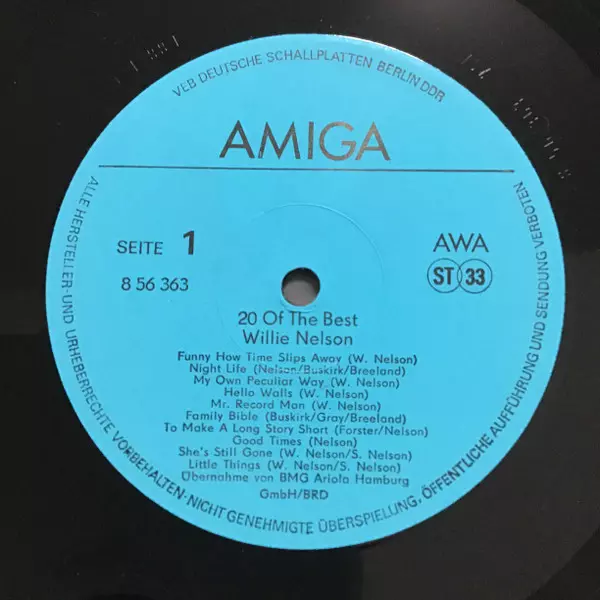 VEB DEUTSCHE SCHALLPLATTEN BERLIN DDR
AMIGA
SEITE 1
8 56 363
AWA
ST 33
20 Of The Best
Willie Nelson
Funny How Time Slips Away (W. Nelson)
Night Life (Nelson/Buskirk/Breeland)
My Own Peculiar Way (W. Nelson)
Hello Walls (W. Nelson)
Mr. Record Man (W. Nelson)
Family Bible (Buskirk/Gray/Breeland)
To Make A Long Story Short (Forster/Nelson)
Good Times (Nelson)
She's Still Gone (W. Nelson/S. Nelson)
Little Things (W. Nelson/S. Nelson)
Übernahme von BMG Ariola Hamburg
GmbH/BRD
ALLE HERSTELLER-UND URHEBERRECHTE VORBEHALTEN-NICHT GENEHMIGTE ÜBERSPIELUNG, ÖFFENTLICHE AUFFÜHRUNG UND SENDUNG VERBOTEN